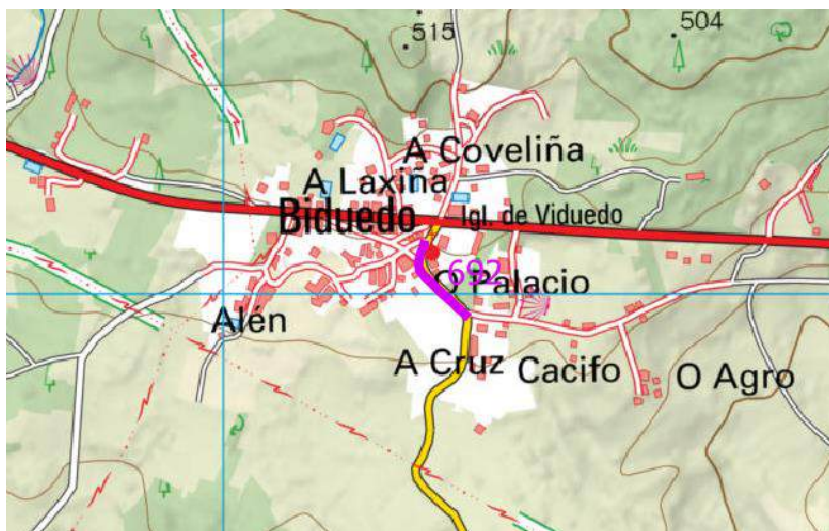 515
504
A Coveliña
A Laxiña
Biduedo
Igl. de Viduedo
692
O Palacio
Alén
A Cruz
Cacifo
O Agro